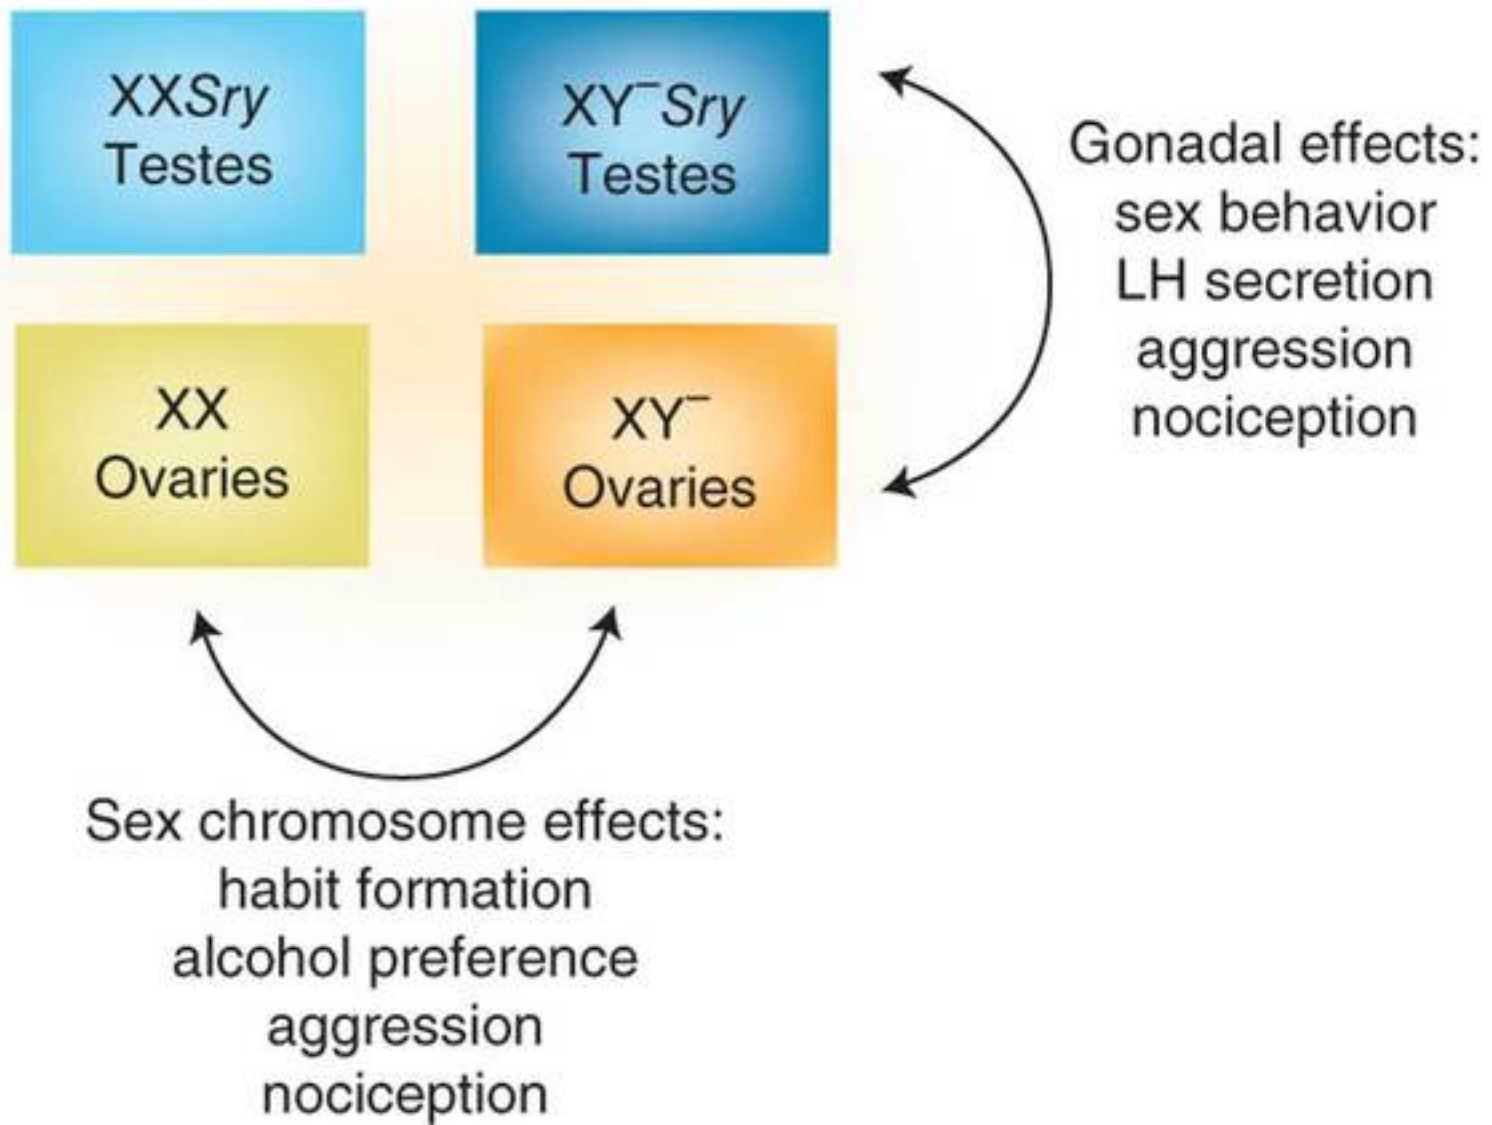 XXSry
Testes
XY⁻Sry
Testes
XX
Ovaries
XY⁻
Ovaries
Gonadal effects:
sex behavior
LH secretion
aggression
nociception
Sex chromosome effects:
habit formation
alcohol preference
aggression
nociception